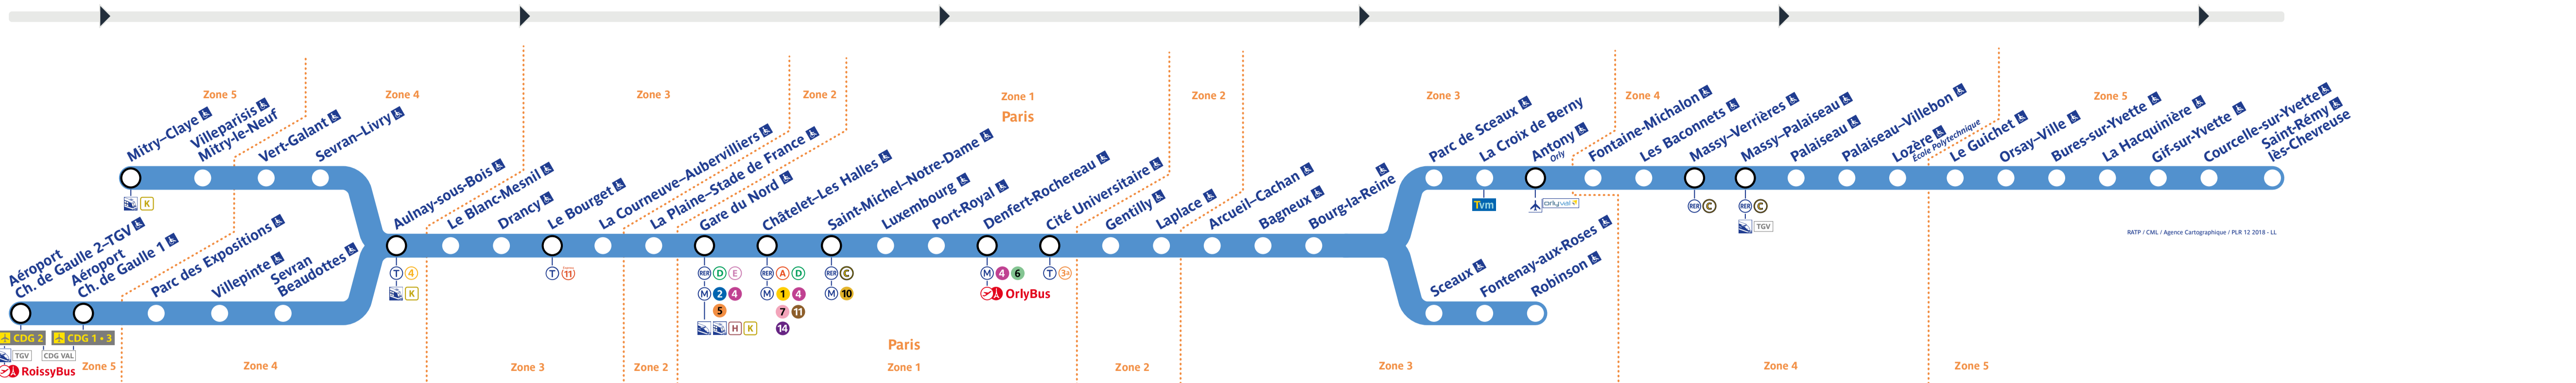 Zone 5
Zone 4
Zone 3
Zone 2
Zone 1
Paris
Zone 2
Zone 3
Zone 4
Zone 5
Mitry–Claye
Villeparisis
Mitry-le-Neuf
Vert-Galant
Sevran–Livry
K
Aéroport
Ch. de Gaulle 2–TGV
Aéroport
Ch. de Gaulle 1
Parc des Expositions
Villepinte
Sevran
Beaudottes
CDG 2
CDG 1 • 3
TGV
CDG VAL
RoissyBus
Aulnay-sous-Bois
T 4
K
Le Blanc-Mesnil
Drancy
Le Bourget
T 11
La Courneuve–Aubervilliers
La Plaine–Stade de France
Gare du Nord
RER D E
M 2 4
5
H K
Châtelet–Les Halles
RER A D
M 1 4
7 11
14
Saint-Michel–Notre-Dame
RER C
M 10
Luxembourg
Port-Royal
Denfert-Rochereau
M 4 6
OrlyBus
Cité Universitaire
T 3a
Gentilly
Laplace
Arcueil–Cachan
Bagneux
Bourg-la-Reine
Parc de Sceaux
La Croix de Berny
Tvm
Antony
Orly
orlyval
Fontaine-Michalon
Les Baconnets
Massy–Verrières
RER C
Massy–Palaiseau
RER C
TGV
Palaiseau
Palaiseau–Villebon
Lozère
École Polytechnique
Le Guichet
Orsay–Ville
Bures-sur-Yvette
La Hacquinière
Gif-sur-Yvette
Courcelle-sur-Yvette
Saint-Rémy
lès-Chevreuse
Sceaux
Fontenay-aux-Roses
Robinson
RATP / CML / Agence Cartographique / PLR 12 2018 - LL
Zone 5
Zone 4
Zone 3
Zone 2
Paris
Zone 1
Zone 2
Zone 3
Zone 4
Zone 5